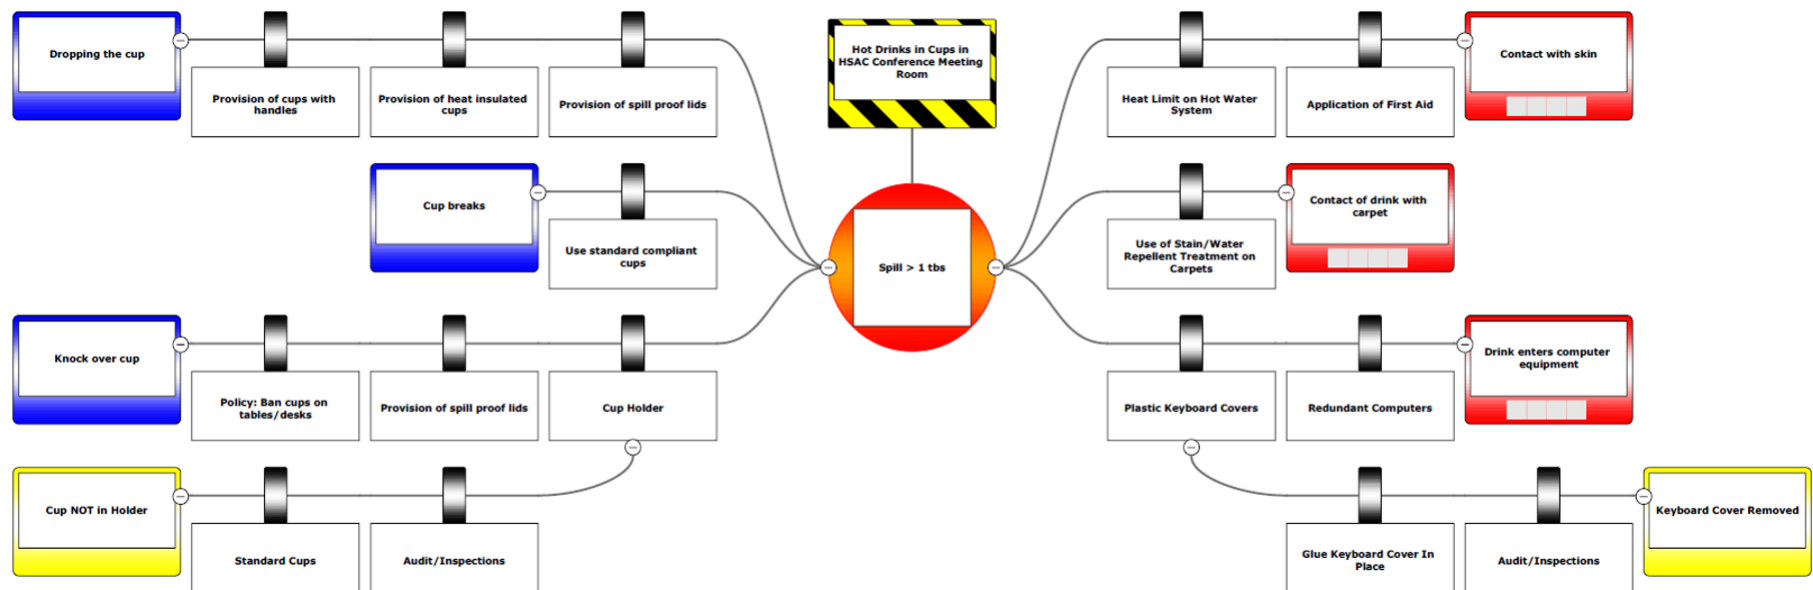 Dropping the cup
Provision of cups with
handles
Provision of heat insulated
cups
Provision of spill proof lids
Hot Drinks in Cups in
HSAC Conference Meeting
Room
Heat Limit on Hot Water
System
Application of First Aid
Contact with skin
Cup breaks
Use standard compliant
cups
Spill > 1 tbs
Use of Stain/Water
Repellent Treatment on
Carpets
Contact of drink with
carpet
Knock over cup
Policy: Ban cups on
tables/desks
Provision of spill proof lids
Cup Holder
Plastic Keyboard Covers
Redundant Computers
Drink enters computer
equipment
Cup NOT in Holder
Standard Cups
Audit/Inspections
Glue Keyboard Cover In
Place
Audit/Inspections
Keyboard Cover Removed